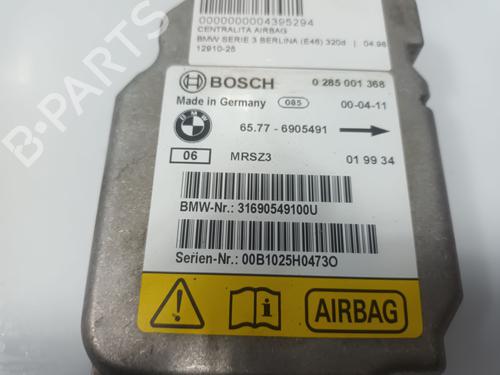 0000000004395294
CENTRALITA AIRBAG
BMW SERIE 3 BERLINA (E46) 320d | 04.98
12910-25
BOSCH 0 285 001 368
Made in Germany 085 00-04-11
BMW
65.77 - 6905491
06 MRSZ3 01 99 34
BMW-Nr.: 31690549100U
Serien-Nr.: 00B1025H0473O
AIRBAG
B-PARTS